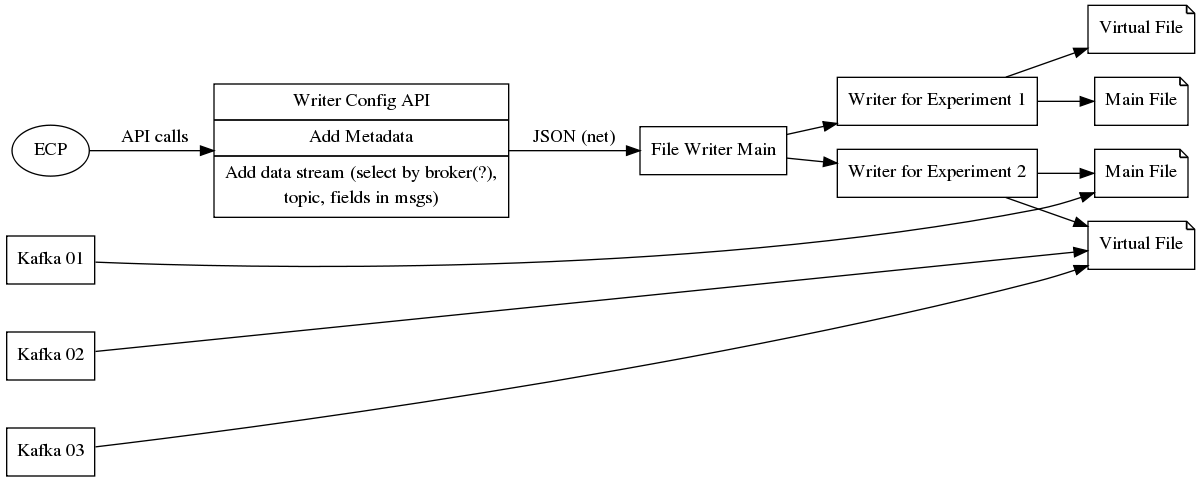 Virtual File
Writer Config API
Writer for Experiment 1
Main File
ECP
API calls
Add Metadata
JSON (net)
File Writer Main
Add data stream (select by broker(?),
topic, fields in msgs)
Writer for Experiment 2
Main File
Virtual File
Kafka 01
Kafka 02
Kafka 03